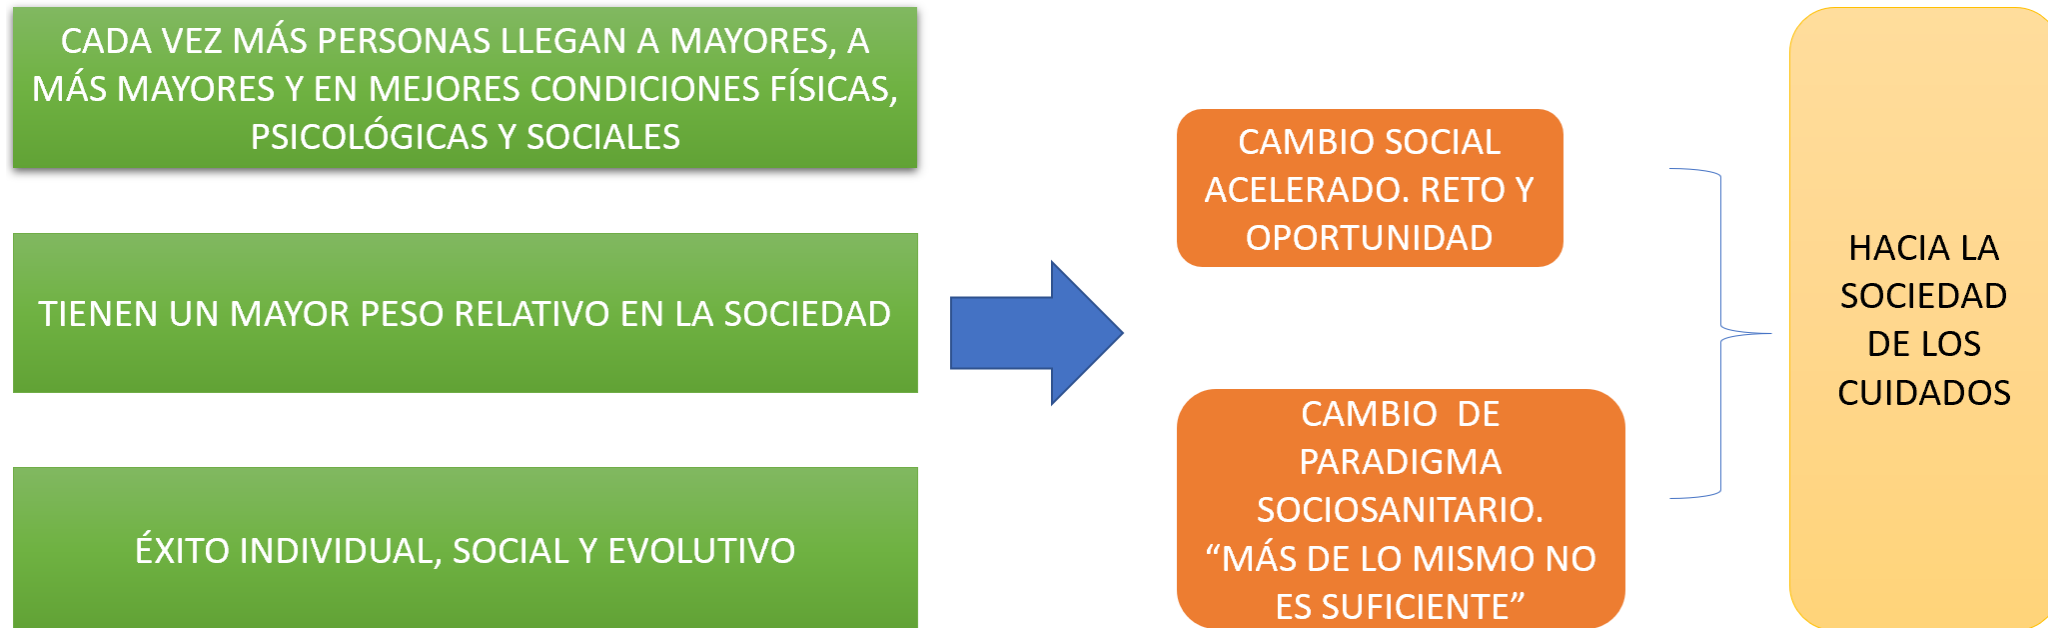 CADA VEZ MÁS PERSONAS LLEGAN A MAYORES, A
MÁS MAYORES Y EN MEJORES CONDICIONES FÍSICAS,
PSICOLÓGICAS Y SOCIALES
TIENEN UN MAYOR PESO RELATIVO EN LA SOCIEDAD
ÉXITO INDIVIDUAL, SOCIAL Y EVOLUTIVO
CAMBIO SOCIAL
ACELERADO. RETO Y
OPORTUNIDAD
CAMBIO  DE
PARADIGMA
SOCIOSANITARIO.
“MÁS DE LO MISMO NO
ES SUFICIENTE”
HACIA LA
SOCIEDAD
DE LOS
CUIDADOS